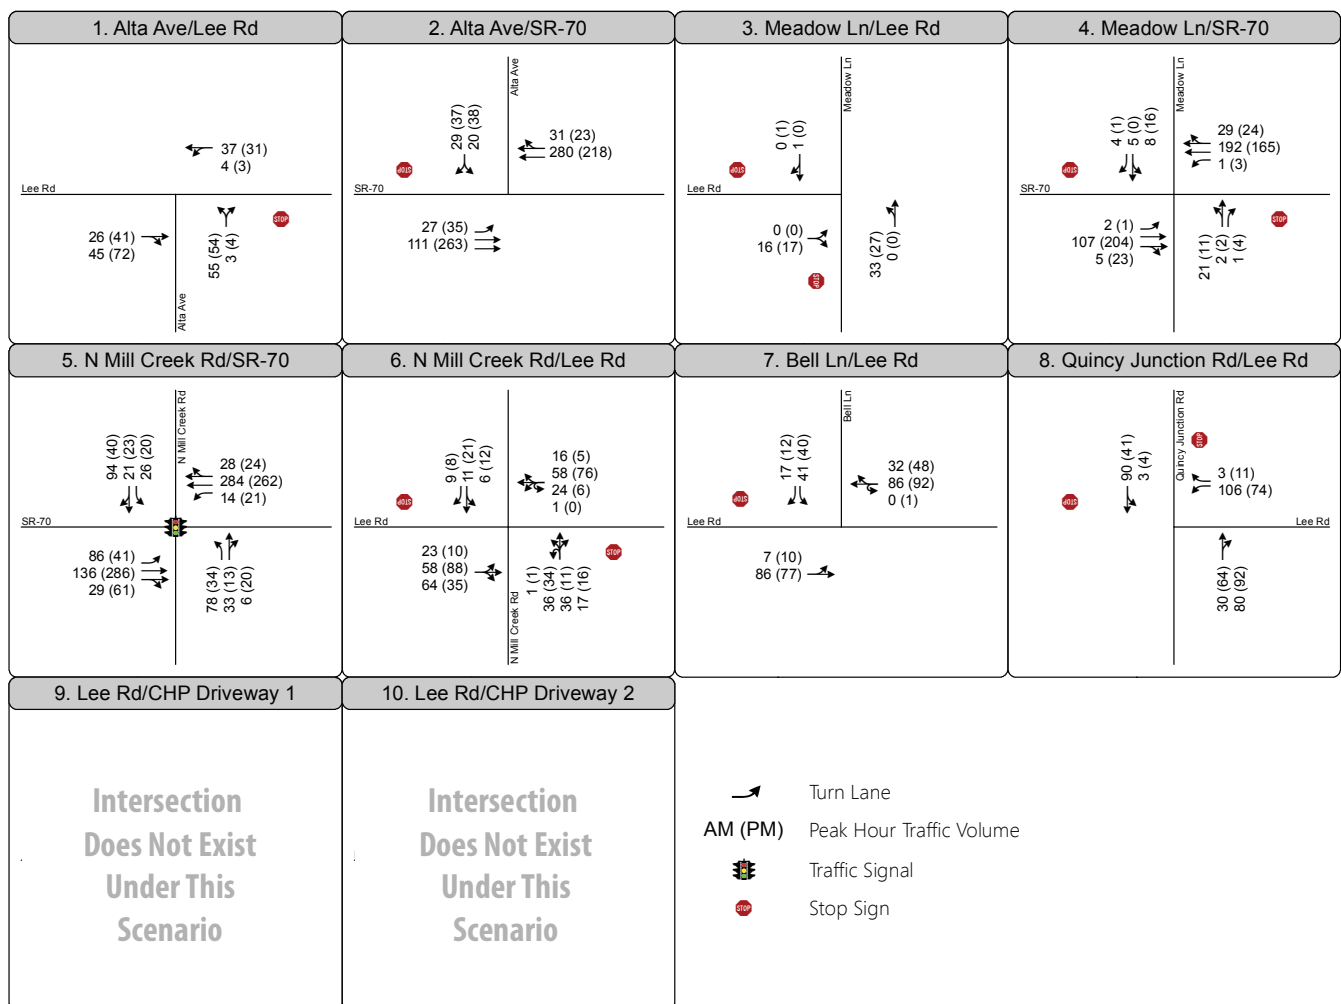 1. Alta Ave/Lee Rd
37 (31)
4 (3)
Lee Rd
26 (41)
45 (72)
55 (54)
3 (4)
STOP
Alta Ave
2. Alta Ave/SR-70
Alta Ave
29 (37)
20 (38)
31 (23)
280 (218)
STOP
SR-70
27 (35)
111 (263)
3. Meadow Ln/Lee Rd
Meadow Ln
0 (1)
1 (0)
STOP
Lee Rd
0 (0)
16 (17)
33 (27)
0 (0)
STOP
4. Meadow Ln/SR-70
Meadow Ln
4 (1)
5 (0)
8 (16)
29 (24)
192 (165)
1 (3)
STOP
SR-70
2 (1)
107 (204)
5 (23)
21 (11)
2 (2)
1 (4)
STOP
5. N Mill Creek Rd/SR-70
N Mill Creek Rd
94 (40)
21 (23)
26 (20)
28 (24)
284 (262)
14 (21)
SR-70
86 (41)
136 (286)
29 (61)
78 (34)
33 (13)
6 (20)
6. N Mill Creek Rd/Lee Rd
9 (8)
11 (21)
6 (12)
16 (5)
58 (76)
24 (6)
1 (0)
STOP
Lee Rd
23 (10)
58 (88)
64 (35)
1 (1)
36 (34)
36 (11)
17 (16)
STOP
N Mill Creek Rd
7. Bell Ln/Lee Rd
Bell Ln
17 (12)
41 (40)
32 (48)
86 (92)
0 (1)
STOP
Lee Rd
7 (10)
86 (77)
8. Quincy Junction Rd/Lee Rd
Quincy Junction Rd
STOP
90 (41)
3 (4)
3 (11)
106 (74)
STOP
Lee Rd
30 (64)
80 (92)
9. Lee Rd/CHP Driveway 1
Intersection
Does Not Exist
Under This
Scenario
10. Lee Rd/CHP Driveway 2
Intersection
Does Not Exist
Under This
Scenario
Turn Lane
AM (PM) Peak Hour Traffic Volume
Traffic Signal
STOP Stop Sign